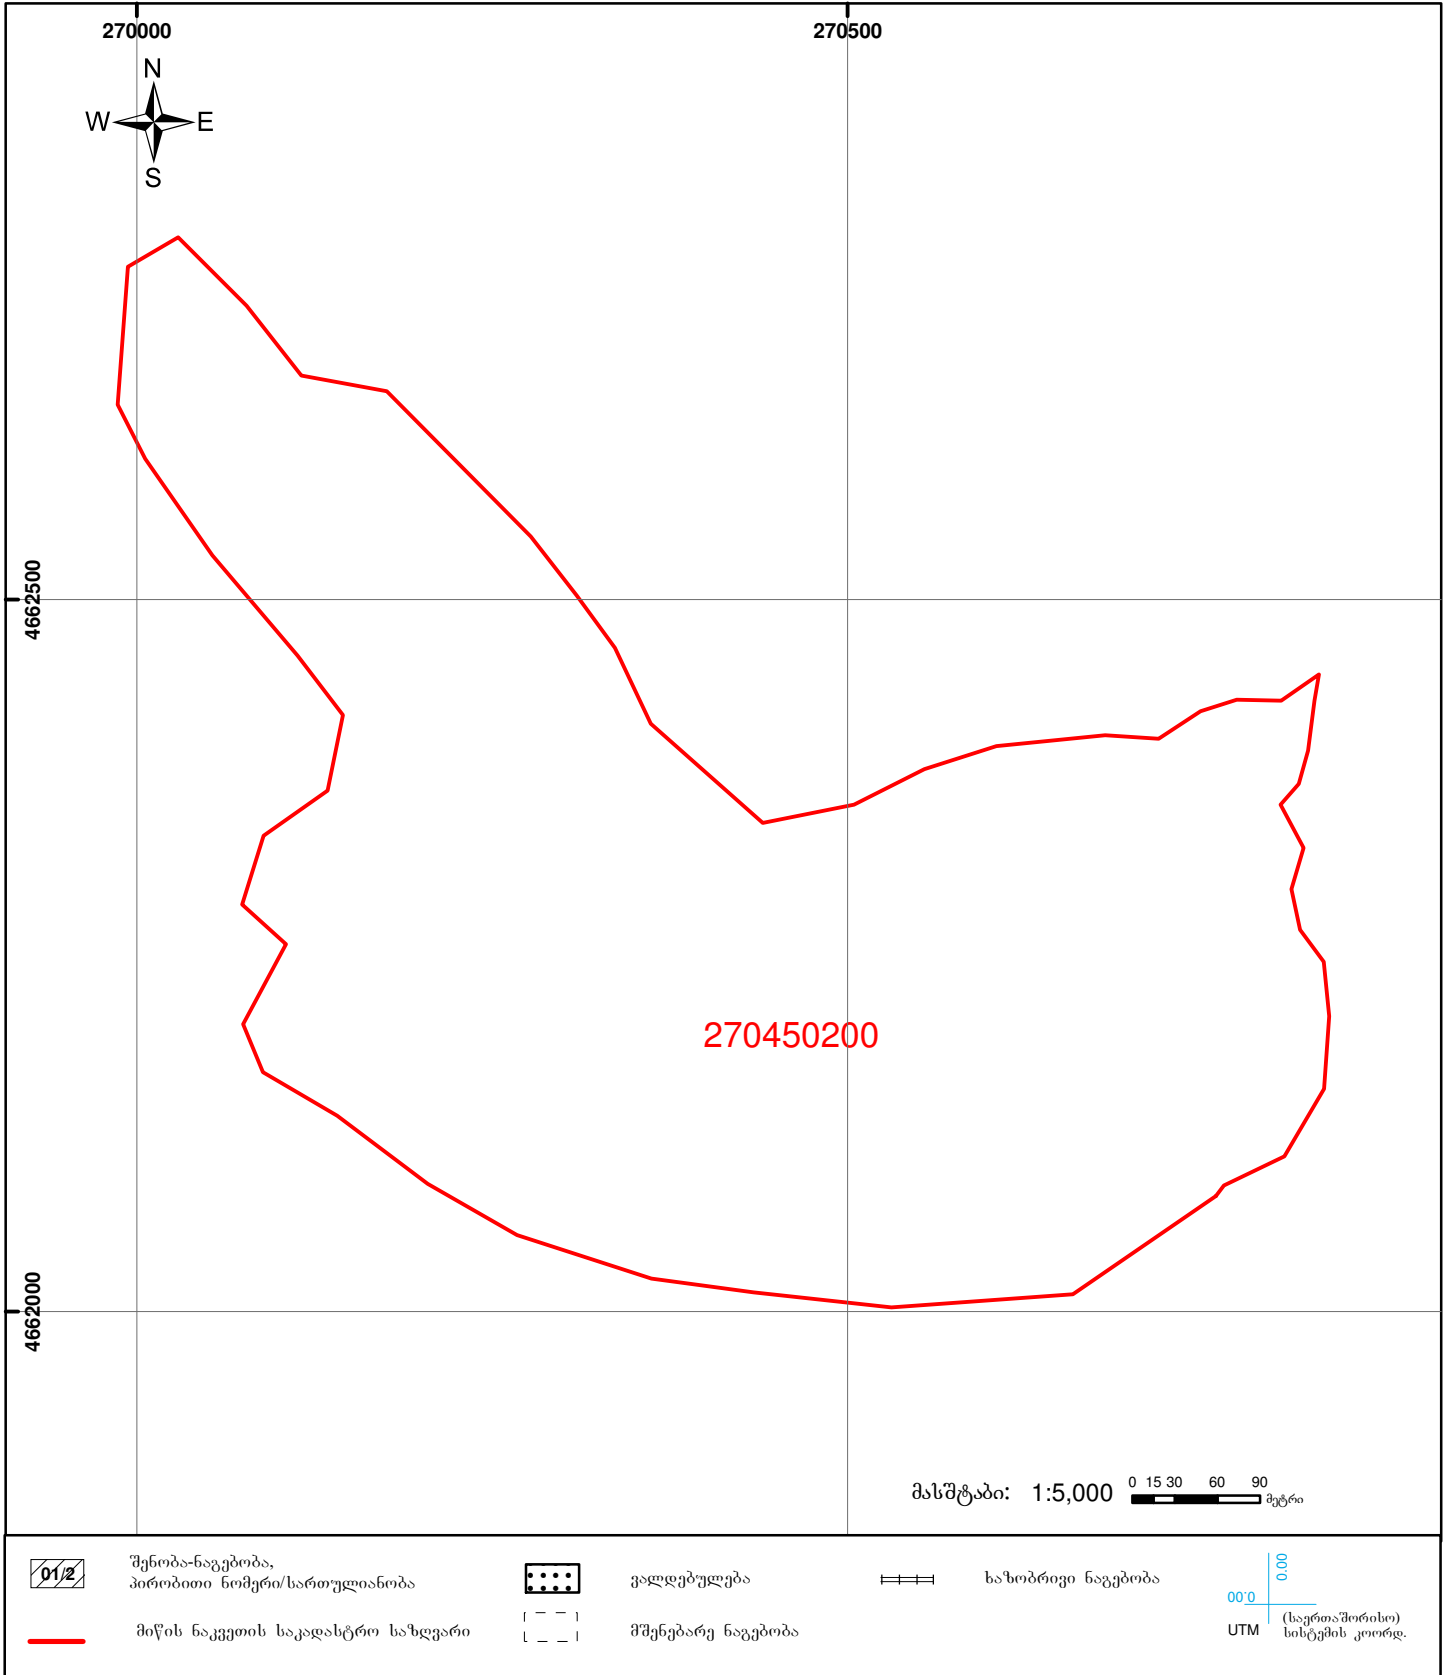 270000
270500
N
W
E
S
4662500
270450200
4662000
მასშტაბი: 1:5,000
0 15 30 60 90
მეტრი
01/2
შენობა-ნაგებობა,
პირობითი ნომერი/სართულიანობა
ვალდებულება
ხაზობრივი ნაგებობა
0.00
0.00
მიწის ნაკვეთის საკადასტრო საზღვარი
მშენებარე ნაგებობა
UTM
(საერთაშორისო)
სისტემის კოორდ.